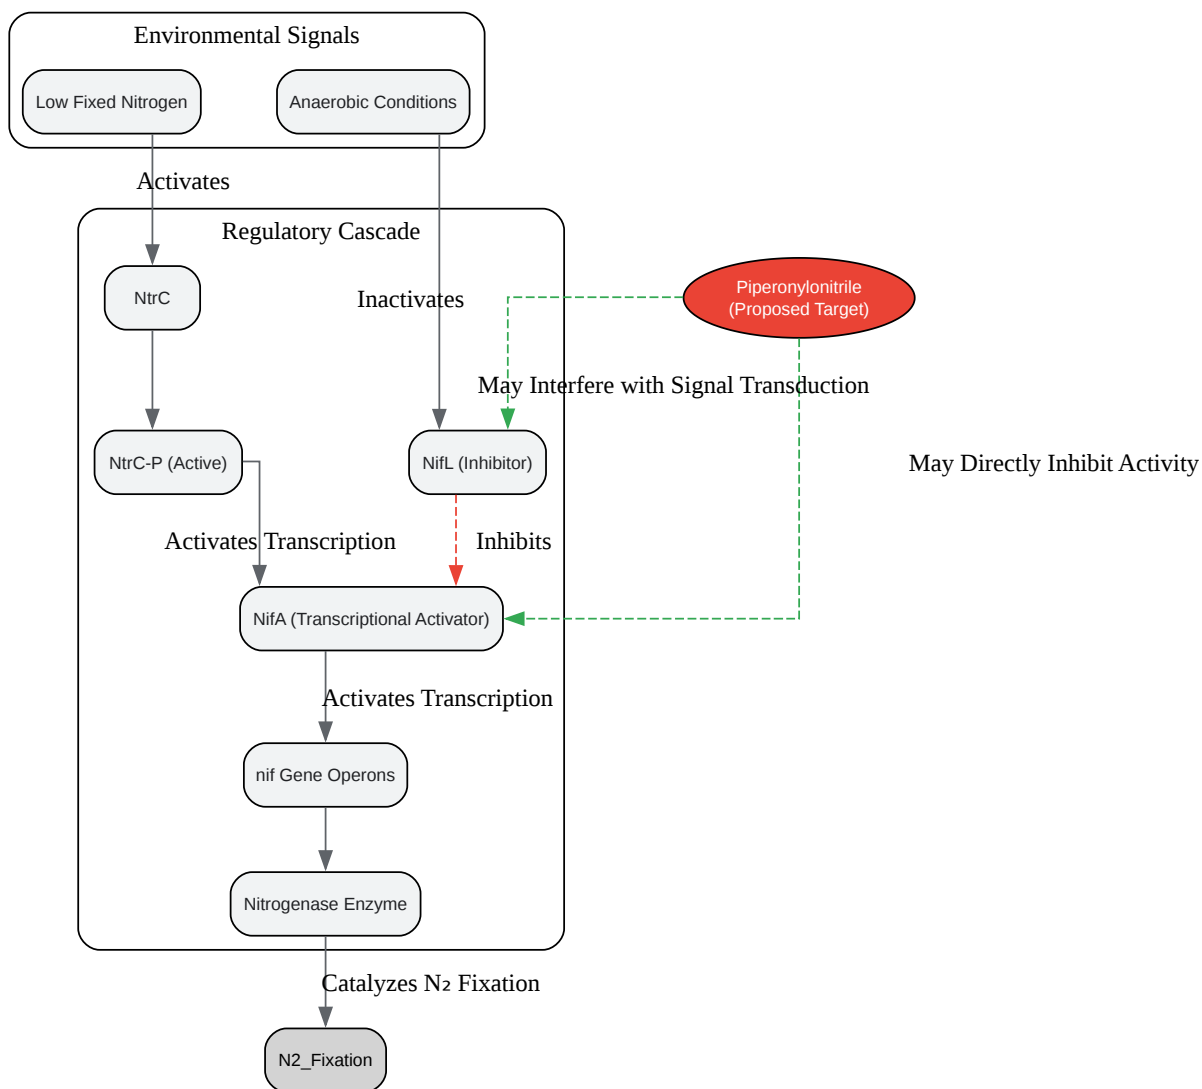 Environmental Signals
Low Fixed Nitrogen
Anaerobic Conditions
Activates
Regulatory Cascade
NtrC
Inactivates
Piperonylonitrile
(Proposed Target)
May Interfere with Signal Transduction
NtrC-P (Active)
NifL (Inhibitor)
May Directly Inhibit Activity
Activates Transcription
Inhibits
NifA (Transcriptional Activator)
Activates Transcription
nif Gene Operons
Nitrogenase Enzyme
Catalyzes N₂ Fixation
N2_Fixation